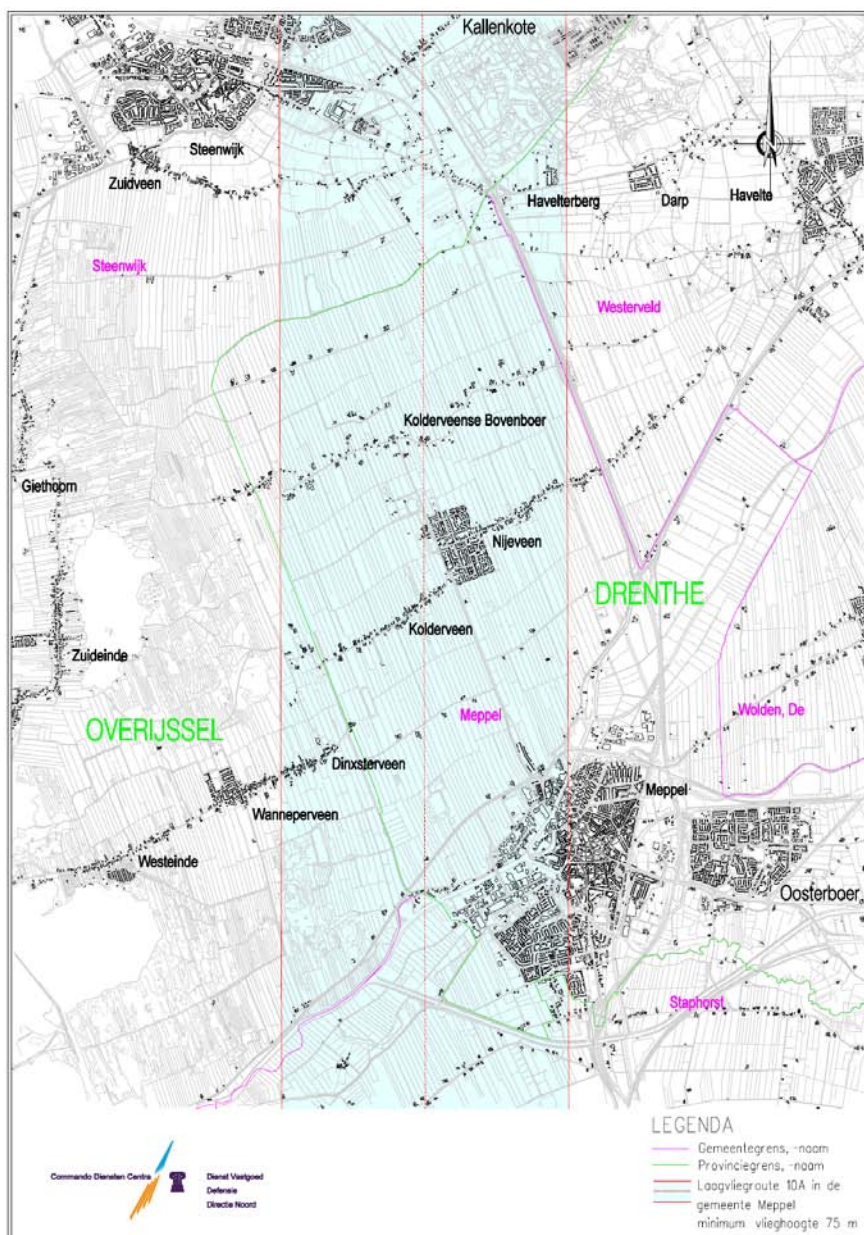 Kallenkote
Steenwijk
Zuidveen
Havelterberg
Darp
Havelte
N
Steenwijk
Westerveld
Kolderveense Bovenboer
Giethoorn
Nijeveen
DRENTHE
Kolderveen
Zuideinde
OVERIJSSEL
Meppel
Wolden, De
Dinxsterveen
Meppel
Wanneperveen
Westeinde
Oosterboer
Staphorst
LEGENDA
Gemeentegrens, -naam
Provinciegrens, -naam
Laagvliegroute 10A in de
gemeente Meppel
minimum vlieghoogte 75 m
Commando Diensten Centra
Dienst Vastgoed
Defensie
Directie Noord